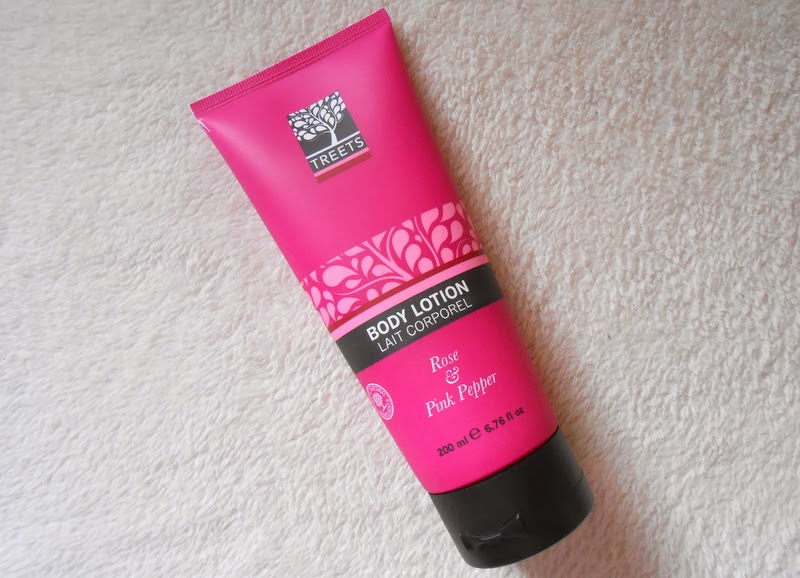 TREETS
BODY LOTION
LAIT CORPOREL
Rose
&
Pink Pepper
200 ml ℮ 6.76 fl oz